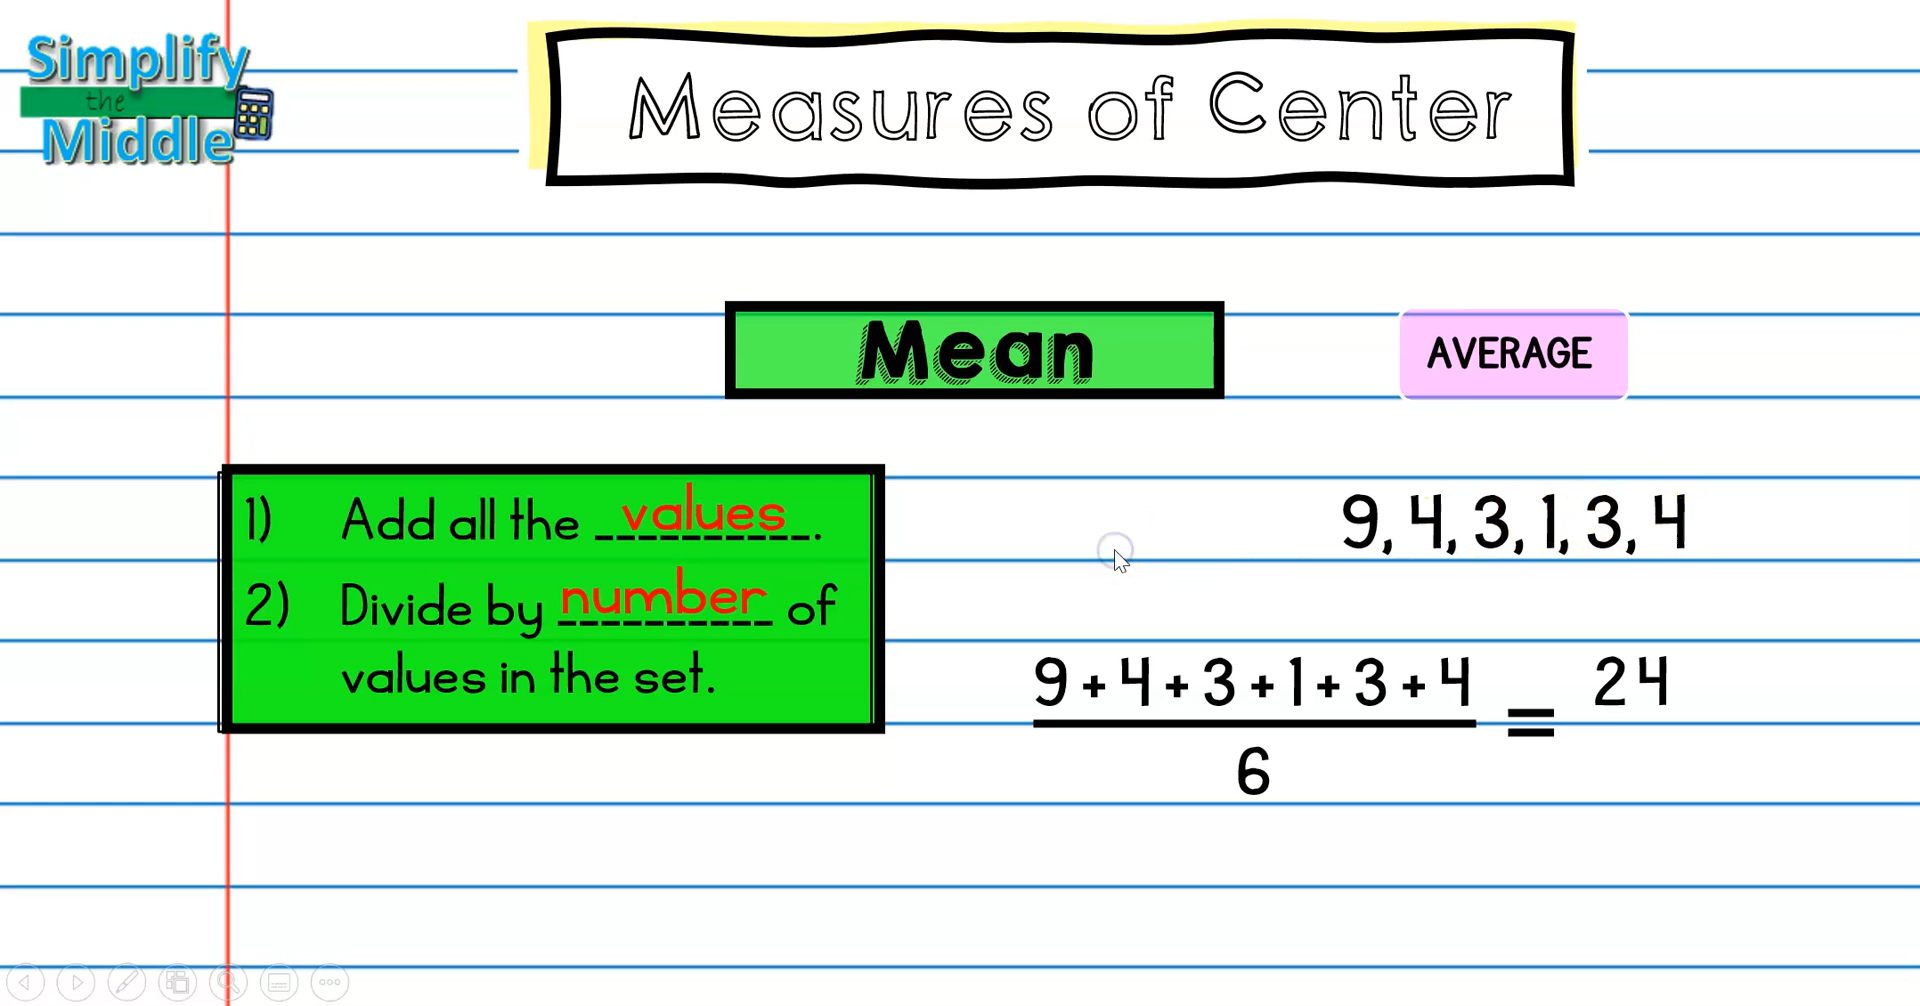 Simplify
the
Middle
Measures of Center
Mean
AVERAGE
1) Add all the values.
2) Divide by number of
values in the set.
9, 4, 3, 1, 3, 4
9 + 4 + 3 + 1 + 3 + 4
= 24
6